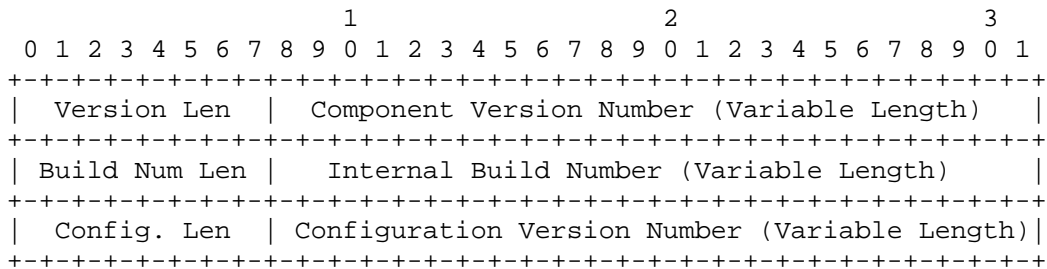 1                   2                   3
 0 1 2 3 4 5 6 7 8 9 0 1 2 3 4 5 6 7 8 9 0 1 2 3 4 5 6 7 8 9 0 1
+-+-+-+-+-+-+-+-+-+-+-+-+-+-+-+-+-+-+-+-+-+-+-+-+-+-+-+-+-+-+-+-+
|  Version Len  |  Component Version Number (Variable Length)   |
+-+-+-+-+-+-+-+-+-+-+-+-+-+-+-+-+-+-+-+-+-+-+-+-+-+-+-+-+-+-+-+-+
| Build Num Len |   Internal Build Number (Variable Length)     |
+-+-+-+-+-+-+-+-+-+-+-+-+-+-+-+-+-+-+-+-+-+-+-+-+-+-+-+-+-+-+-+-+
|  Config. Len  | Configuration Version Number (Variable Length)|
+-+-+-+-+-+-+-+-+-+-+-+-+-+-+-+-+-+-+-+-+-+-+-+-+-+-+-+-+-+-+-+-+